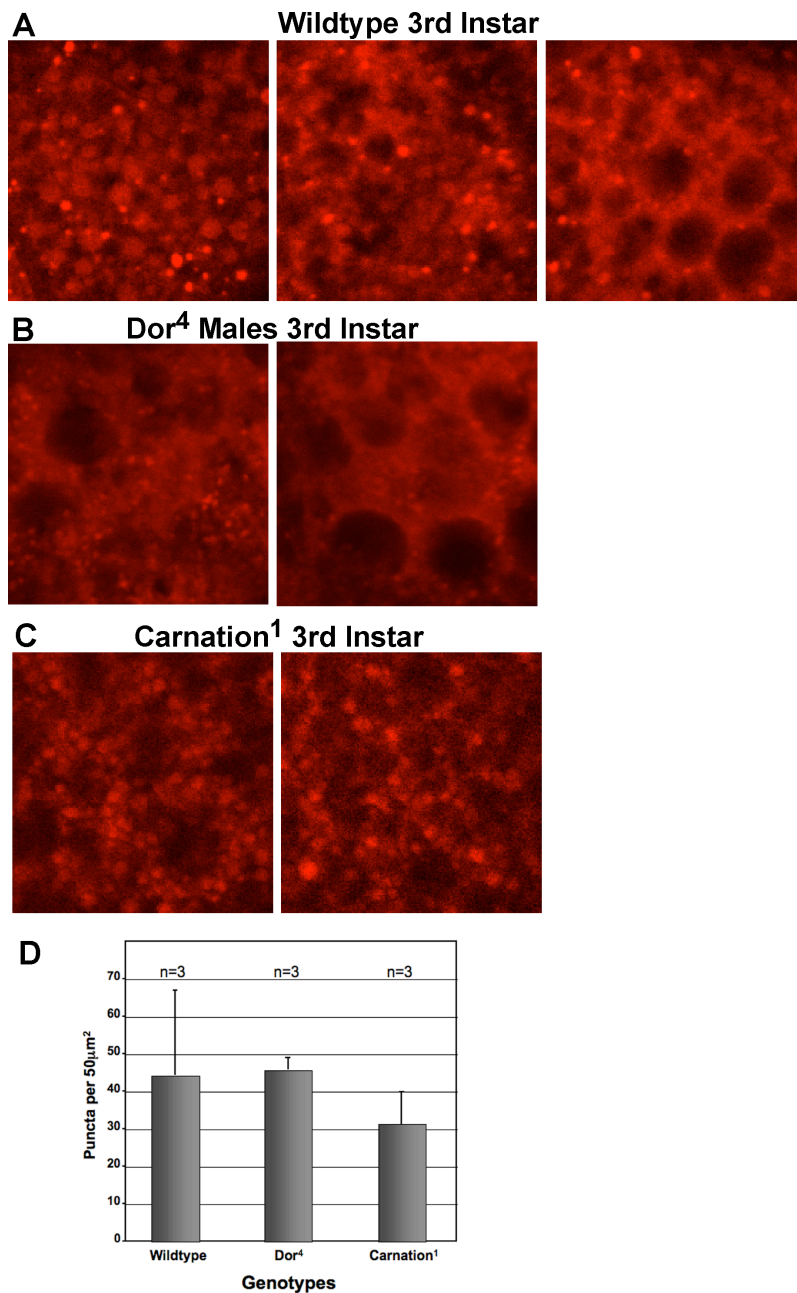 A Wildtype 3rd Instar
B Dor⁴ Males 3rd Instar
C Carnation¹ 3rd Instar
D
n=3 n=3 n=3
70
60
50
40
30
20
10
0
Puncta per 50µm²
Wildtype Dor⁴ Carnation¹
Genotypes